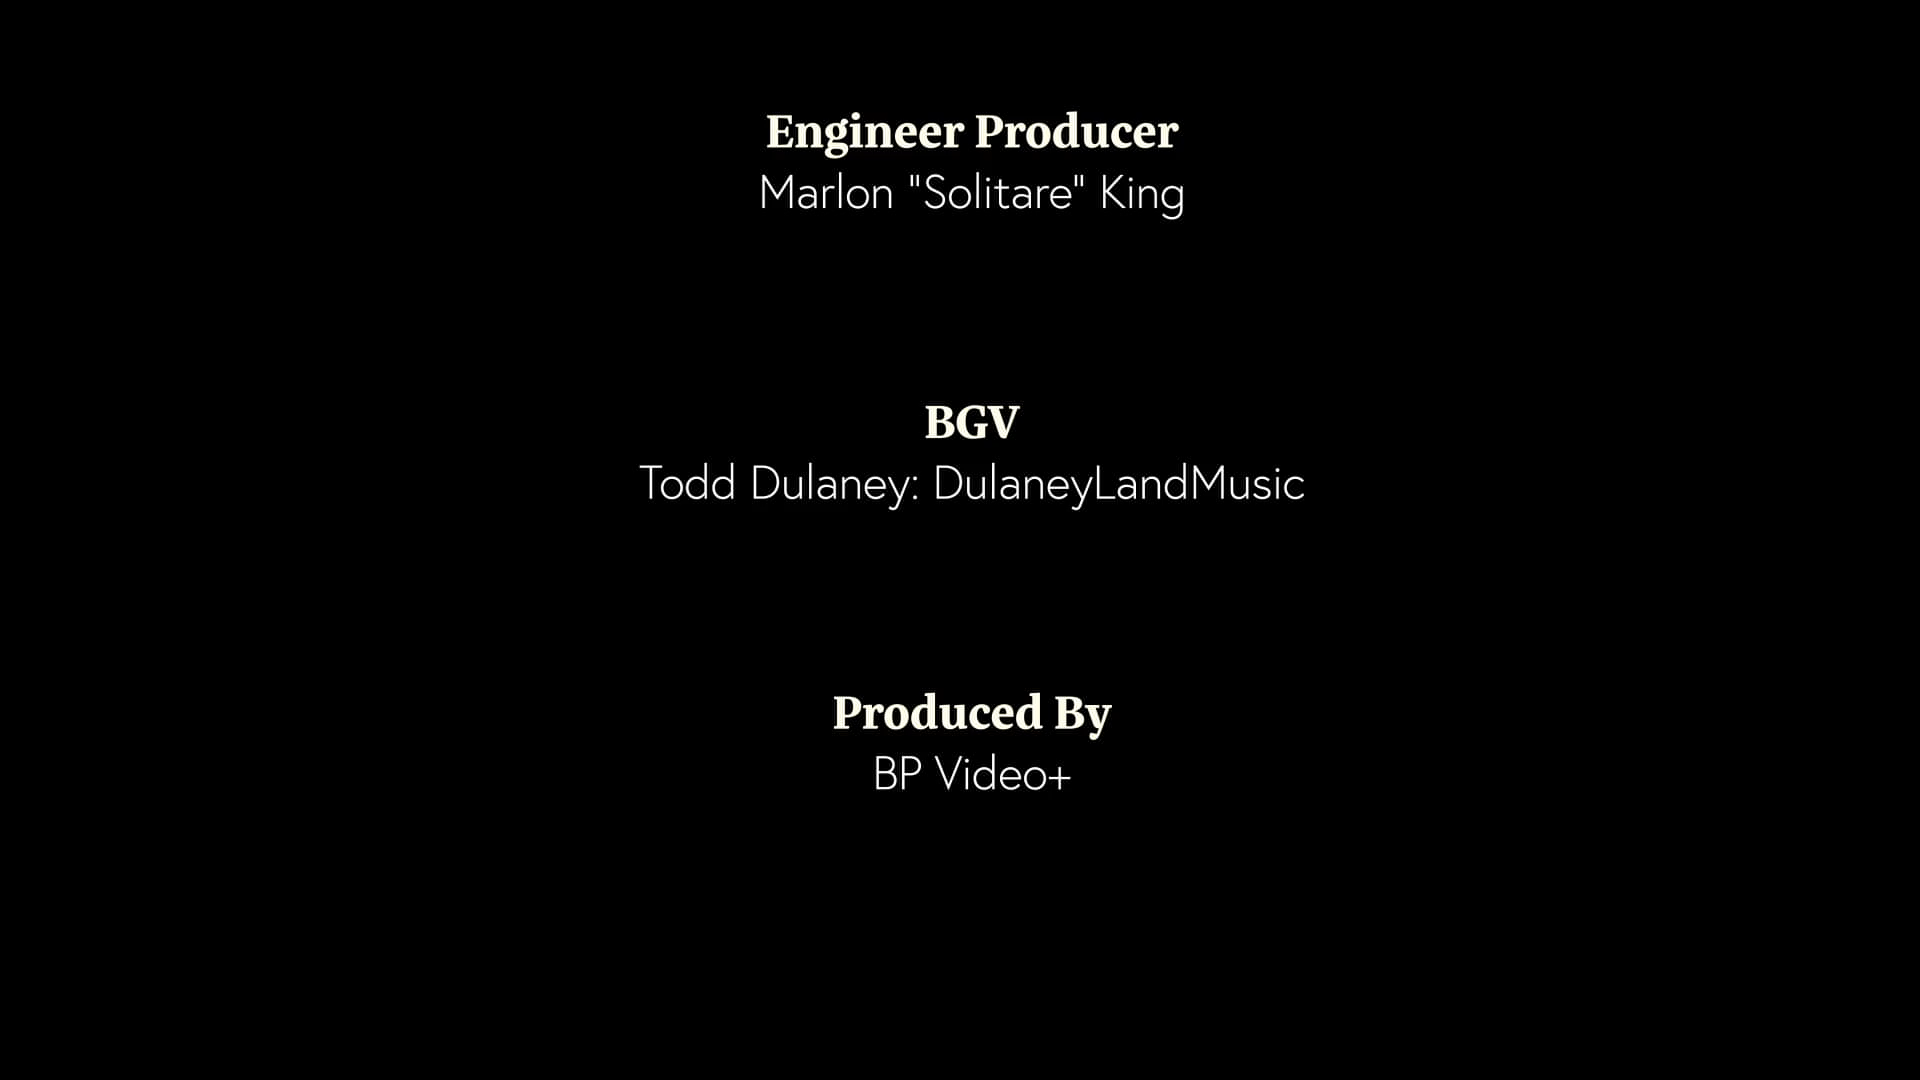 Engineer Producer
Marlon "Solitare" King
BGV
Todd Dulaney: DulaneyLandMusic
Produced By
BP Video+